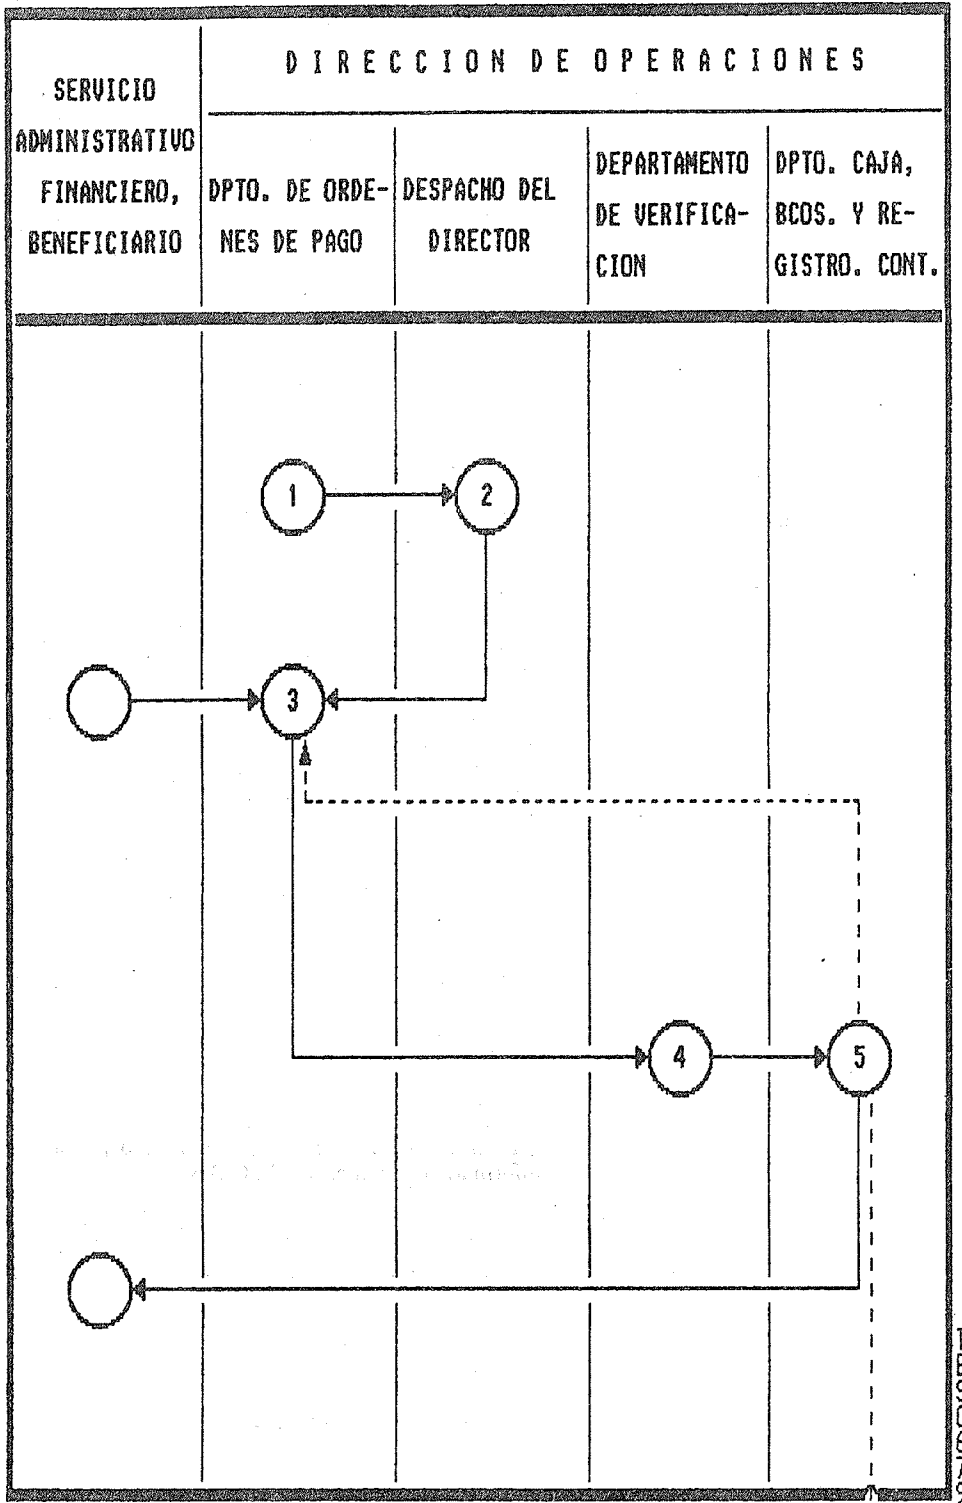 DIRECCION DE OPERACIONES
SERVICIO
ADMINISTRATIVO
FINANCIERO,
BENEFICIARIO
DPTO. DE ORDE-
NES DE PAGO
DESPACHO DEL
DIRECTOR
DEPARTAMENTO
DE VERIFICA-
CION
DPTO. CAJA,
BCOS. Y RE-
GISTRO. CONT.
1
2
3
4
5